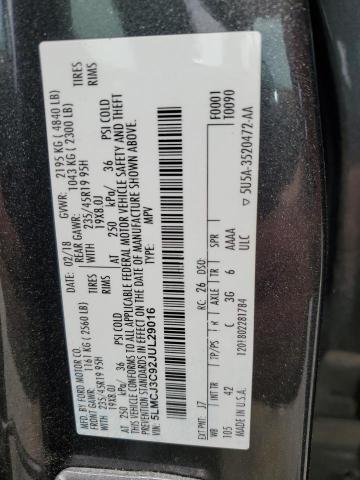 MFD. BY FORD MOTOR CO.
DATE: 02/18 GVWR: 2195 KG ( 4840 LB)
FRONT GAWR: 1161 KG (2560 LB) REAR GAWR: 1043 KG ( 2300 LB)
235/45R19 95H TIRES 235/45R19 95H TIRES
19X8.0J RIMS 19X8.0J RIMS
AT 250 kPa/ 36 PSI COLD AT 250 kPa/ 36 PSI COLD
THIS VEHICLE CONFORMS TO ALL APPLICABLE FEDERAL MOTOR VEHICLE SAFETY AND THEFT
PREVENTION STANDARDS IN EFFECT ON THE DATE OF MANUFACTURE SHOWN ABOVE.
VIN: 5LMCJ3C92JUL29016 F0001
TYPE: MPV T0090
EXT PNT: J7 RC: 26 DSO:
WB INT TR TP/PS R AXLE TR SPR
105 42 C 3G 6 AAAA
ULC
▽ 5U5A-3520472-AA
MADE IN U.S.A. 1201802281784